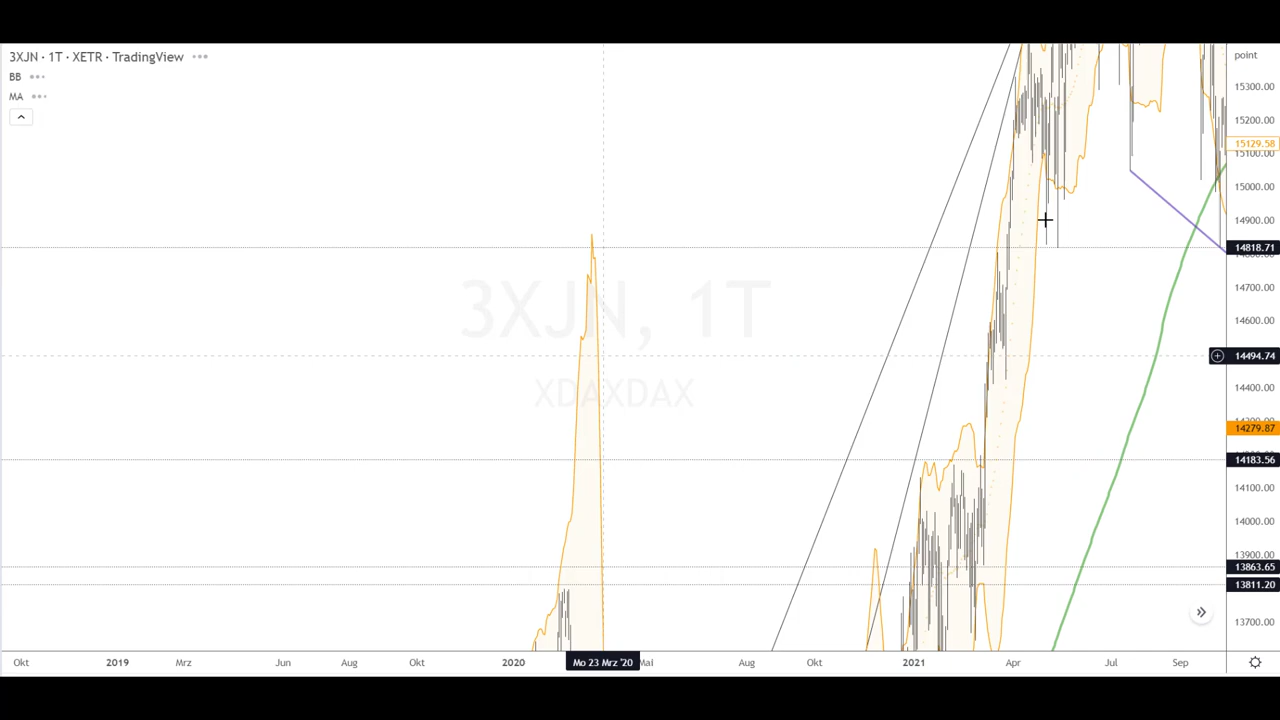 3XJN · 1T · XETR · TradingView
BB
MA
3XJN, 1T
XDAXDAX
point
15300.00
15200.00
15129.58
15100.00
15000.00
14900.00
14818.71
14700.00
14600.00
14494.74
14400.00
14279.87
14183.56
14100.00
14000.00
13900.00
13863.65
13811.20
13700.00
Okt 2019 Mrz Jun Aug Okt 2020 Mo 23 Mrz '20 Mai Aug Okt 2021 Apr Jul Sep